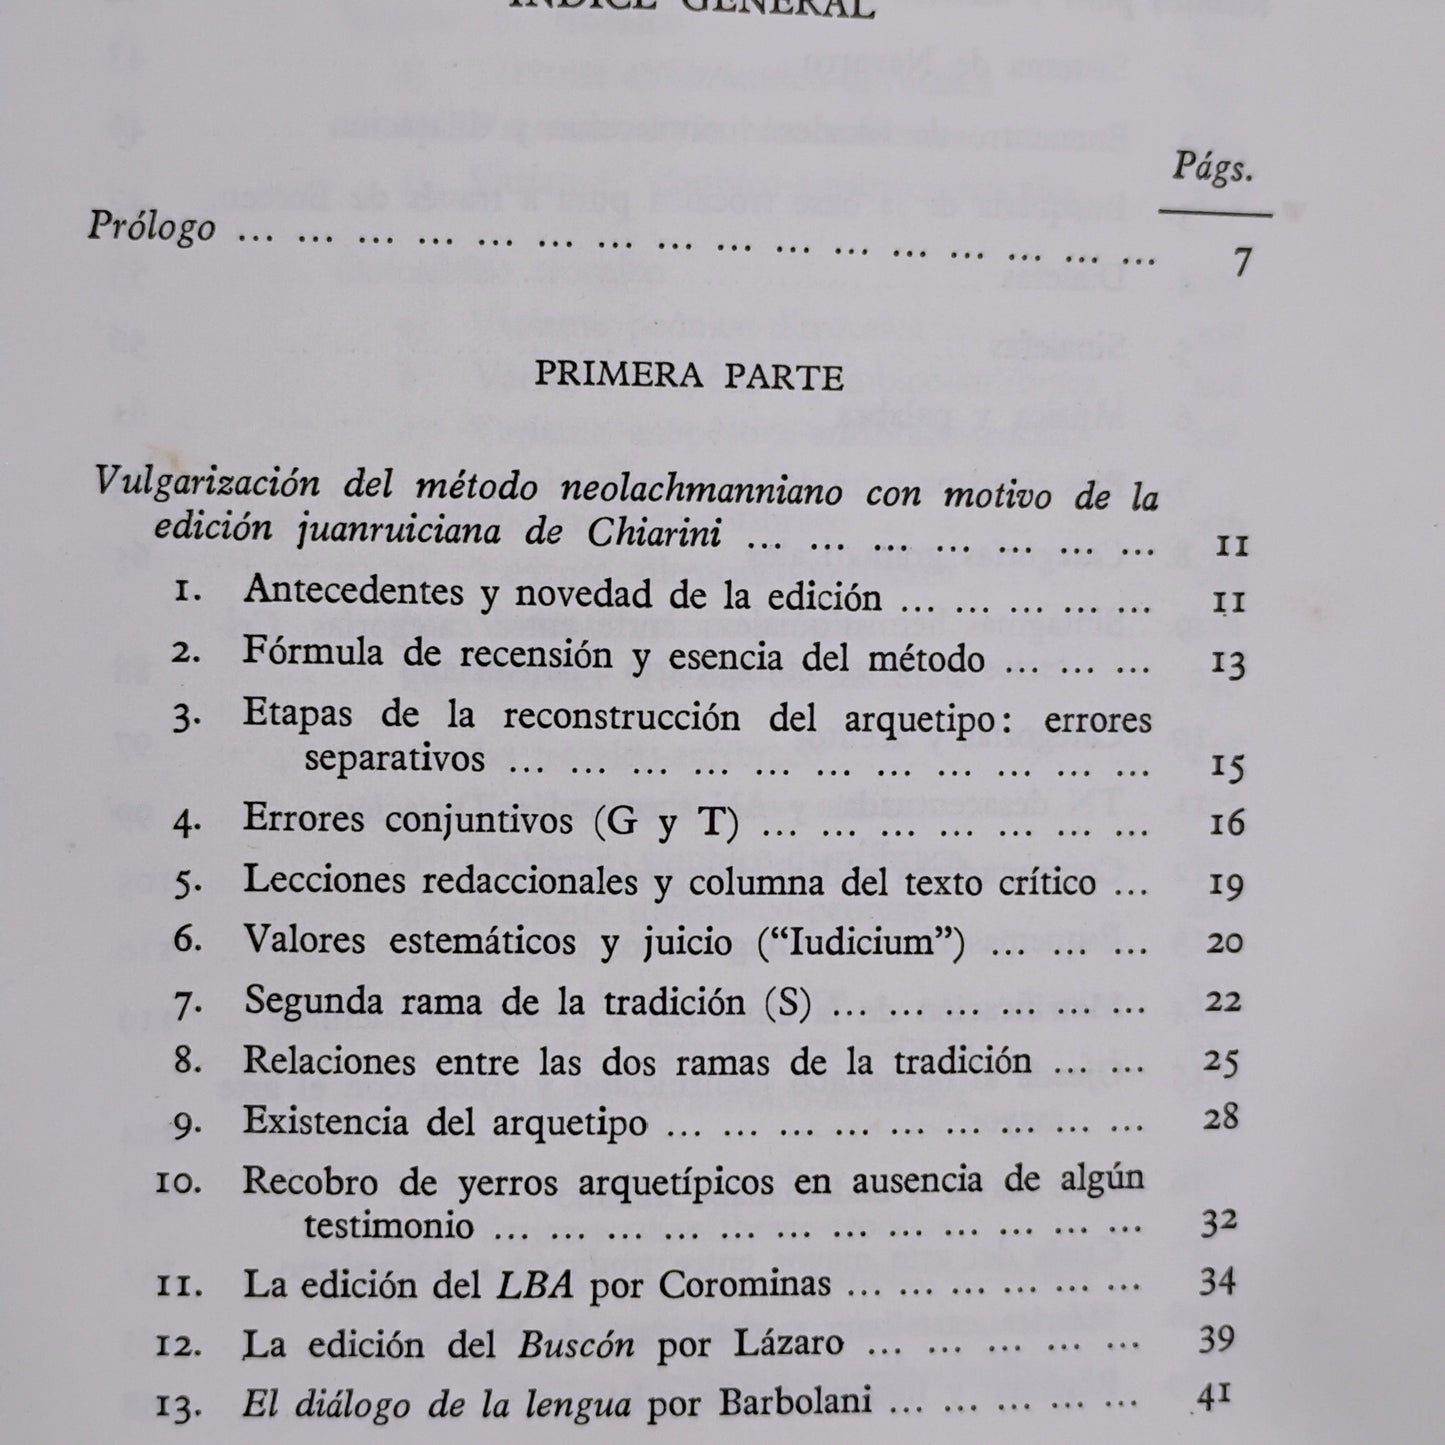 ÍNDICE GENERAL
Págs.
Prólogo ... ... ... ... ... ... ... ... ... ... ... ... ... ... ... ... 7
PRIMERA PARTE
Vulgarización del método neolachmanniano con motivo de la
edición juanruiciana de Chiarini ... ... ... ... ... ... ... 11
1. Antecedentes y novedad de la edición ... ... ... ... ... 11
2. Fórmula de recensión y esencia del método ... ... ... 13
3. Etapas de la reconstrucción del arquetipo: errores
separativos ... ... ... ... ... ... ... ... ... ... ... 15
4. Errores conjuntivos (G y T) ... ... ... ... ... ... ... 16
5. Lecciones redaccionales y columna del texto crítico ... 19
6. Valores estemáticos y juicio (“Iudicium”) ... ... ... 20
7. Segunda rama de la tradición (S) ... ... ... ... ... ... 22
8. Relaciones entre las dos ramas de la tradición ... ... 25
9. Existencia del arquetipo ... ... ... ... ... ... ... ... ... 28
10. Recobro de yerros arquetípicos en ausencia de algún
testimonio ... ... ... ... ... ... ... ... ... ... ... ... 32
11. La edición del LBA por Corominas ... ... ... ... ... ... 34
12. La edición del Buscón por Lázaro ... ... ... ... ... 39
13. El diálogo de la lengua por Barbolani ... ... ... ... ... 41